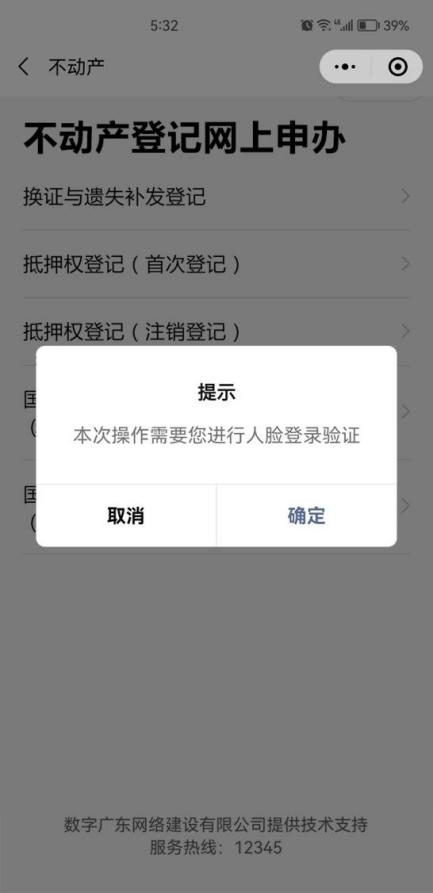 5:32
39%
不动产
不动产登记网上申办
换证与遗失补发登记
抵押权登记（首次登记）
抵押权登记（注销登记）
提示
本次操作需要您进行人脸登录验证
取消
确定
数字广东网络建设有限公司提供技术支持
服务热线：12345